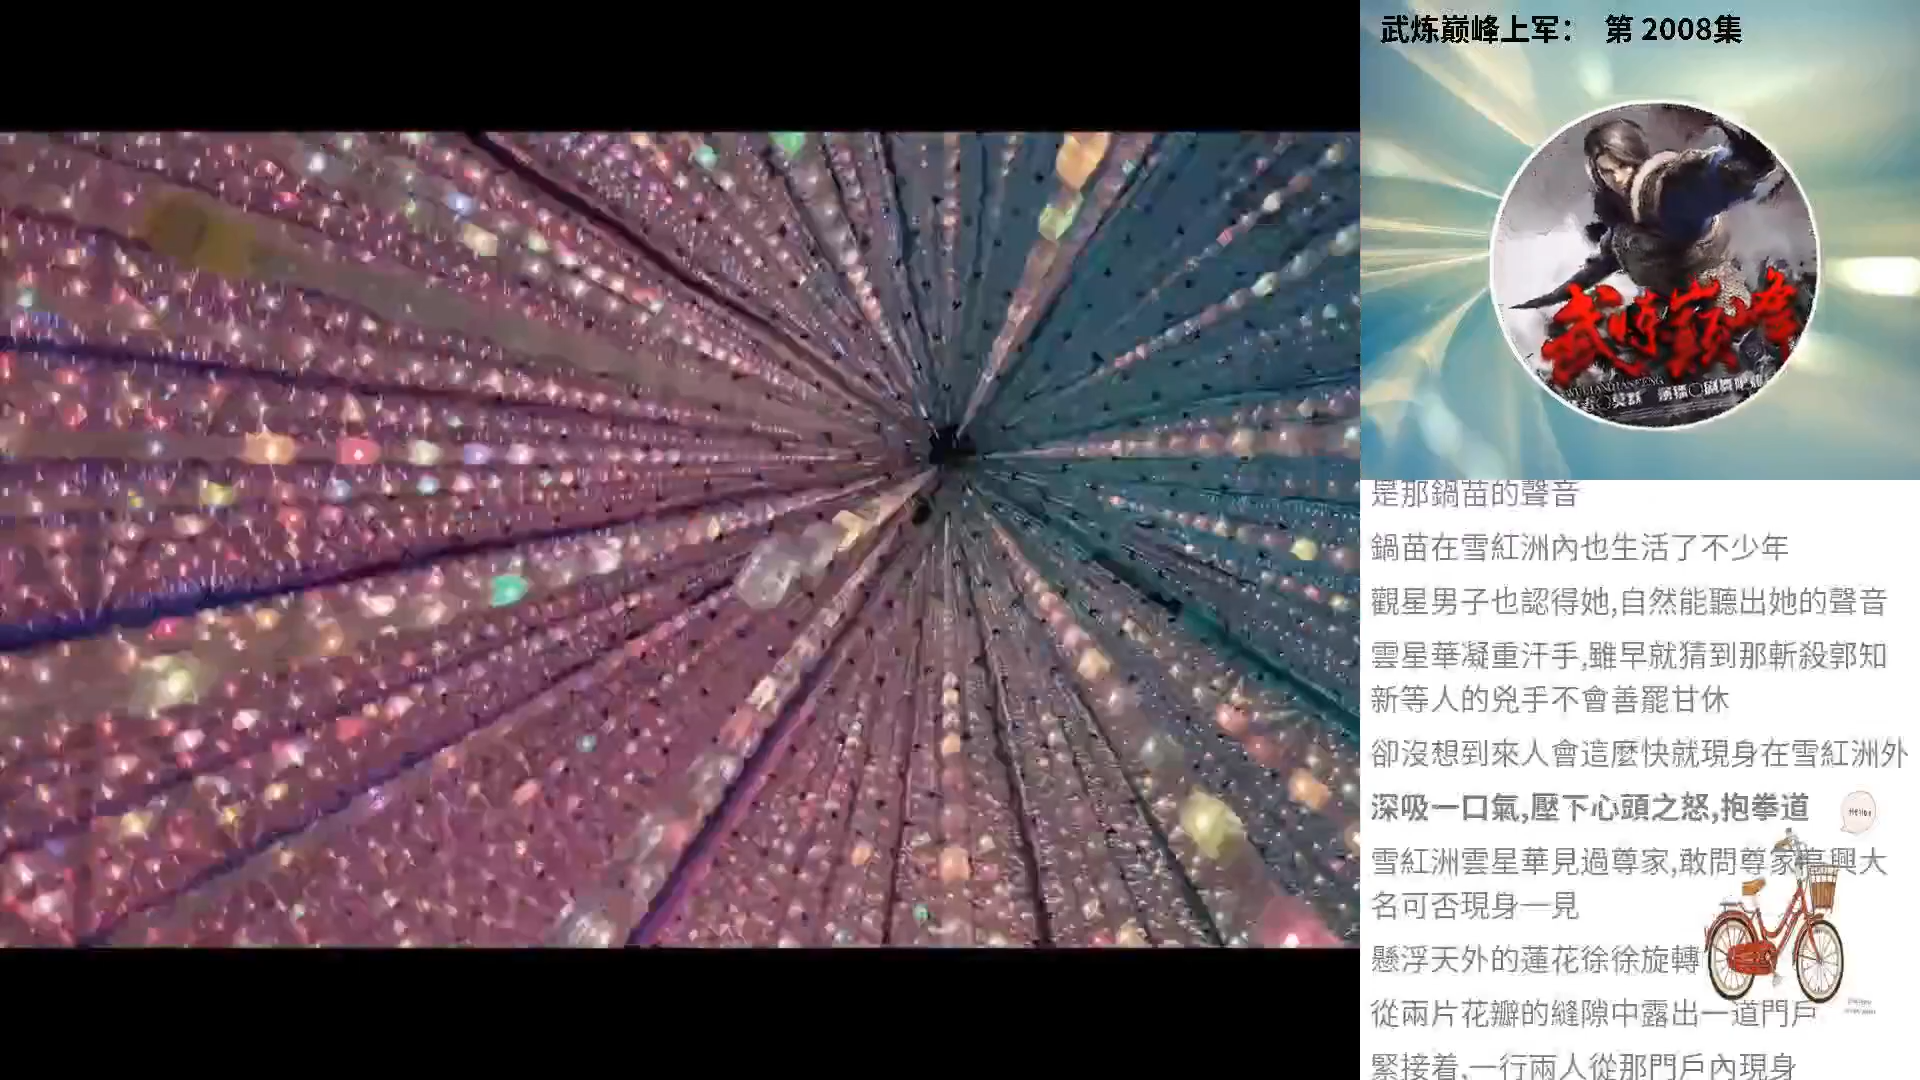 武炼巅峰上军： 第 2008集
武炼巅峰
是那鍋苗的聲音
鍋苗在雪紅洲內也生活了不少年
觀星男子也認得她,自然能聽出她的聲音
雲星華凝重汗手,雖早就猜到那斬殺郭知
新等人的兇手不會善罷甘休
卻沒想到來人會這麼快就現身在雪紅洲外
深吸一口氣,壓下心頭之怒,抱拳道
Hello
雪紅洲雲星華見過尊家,敢問尊家高興大
名可否現身一見
懸浮天外的蓮花徐徐旋轉
從兩片花瓣的縫隙中露出一道門戶
緊接着,一行兩人從那門戶內現身